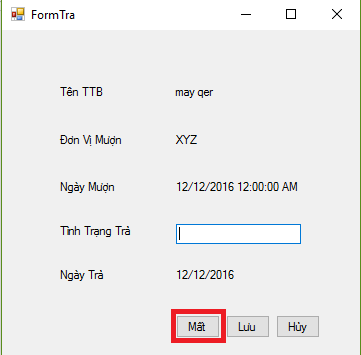 FormTra
Tên TTB may qer
Đơn Vị Mượn XYZ
Ngày Mượn 12/12/2016 12:00:00 AM
Tình Trạng Trả
Ngày Trả 12/12/2016
Mất Lưu Hủy